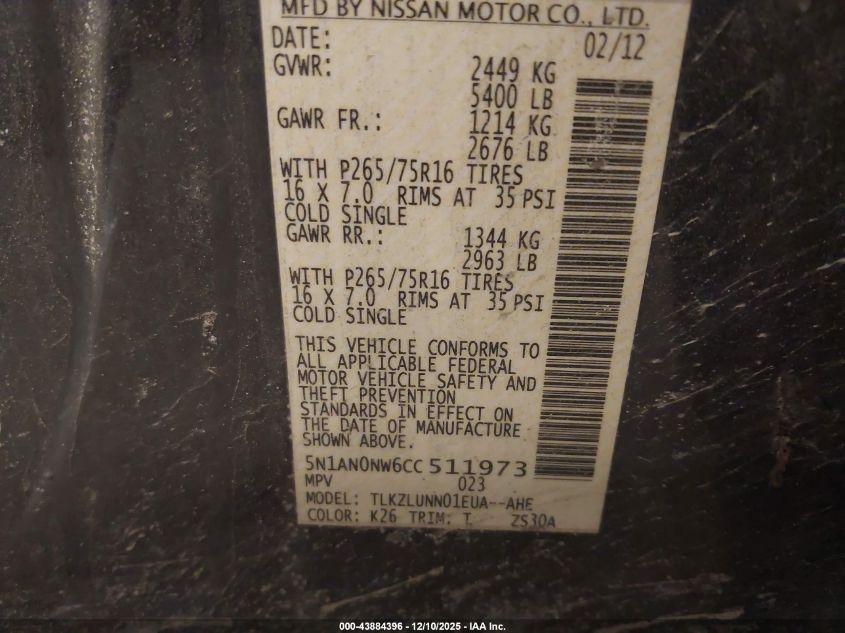 MFD BY NISSAN MOTOR CO., LTD.
DATE: 02/12
GVWR: 2449 KG
5400 LB
GAWR FR.: 1214 KG
2676 LB
WITH P265/75R16 TIRES
16 X 7.0 RIMS AT 35 PSI
COLD SINGLE
GAWR RR.: 1344 KG
2963 LB
WITH P265/75R16 TIRES
16 X 7.0 RIMS AT 35 PSI
COLD SINGLE
THIS VEHICLE CONFORMS TO
ALL APPLICABLE FEDERAL
MOTOR VEHICLE SAFETY AND
THEFT PREVENTION
STANDARDS IN EFFECT ON
THE DATE OF MANUFACTURE
SHOWN ABOVE.
5N1AN0NW6CC511973
MPV 023
MODEL: TLKZLUNN01EUA--AHE
COLOR: K26 TRIM: T ZS30A
000-43884396 - 12/10/2025 - IAA Inc.